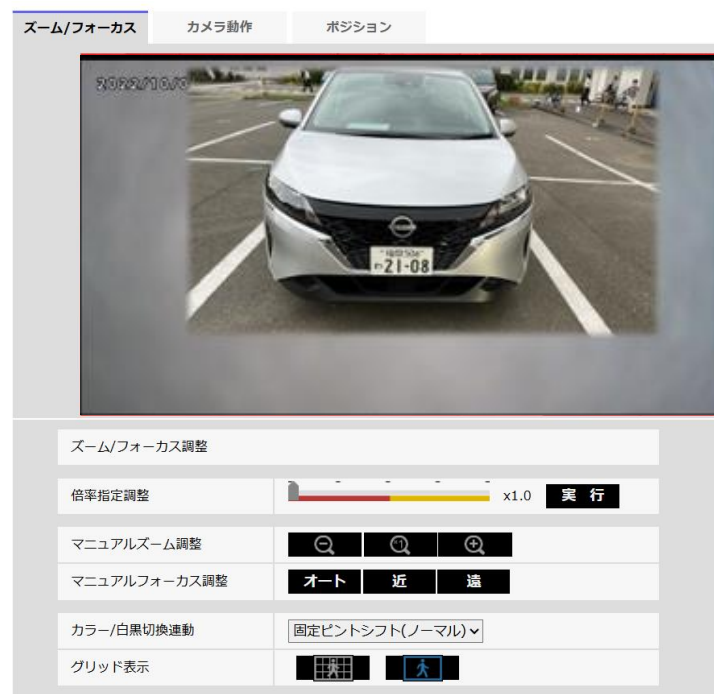 ズーム/フォーカス カメラ動作 ポジション
2022/10/0
21-08
ズーム/フォーカス調整
倍率指定調整 x1.0 実 行
マニュアルズーム調整 ×1
マニュアルフォーカス調整 オート 近 遠
カラー/白黒切換連動 固定ピントシフト(ノーマル)
グリッド表示